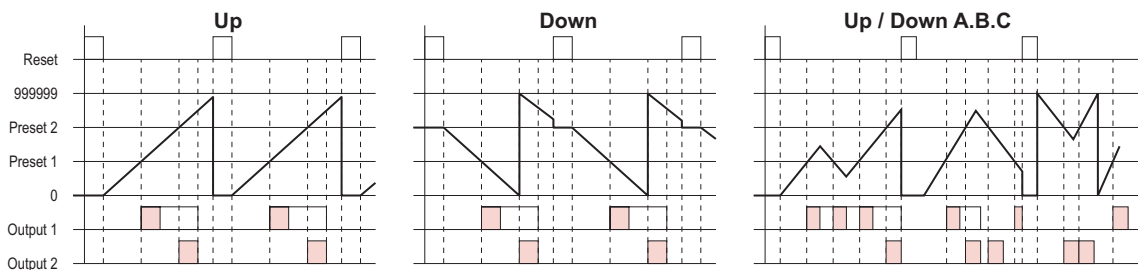 Up
Down
Up / Down A.B.C
Reset
999999
Preset 2
Preset 1
0
Output 1
Output 2